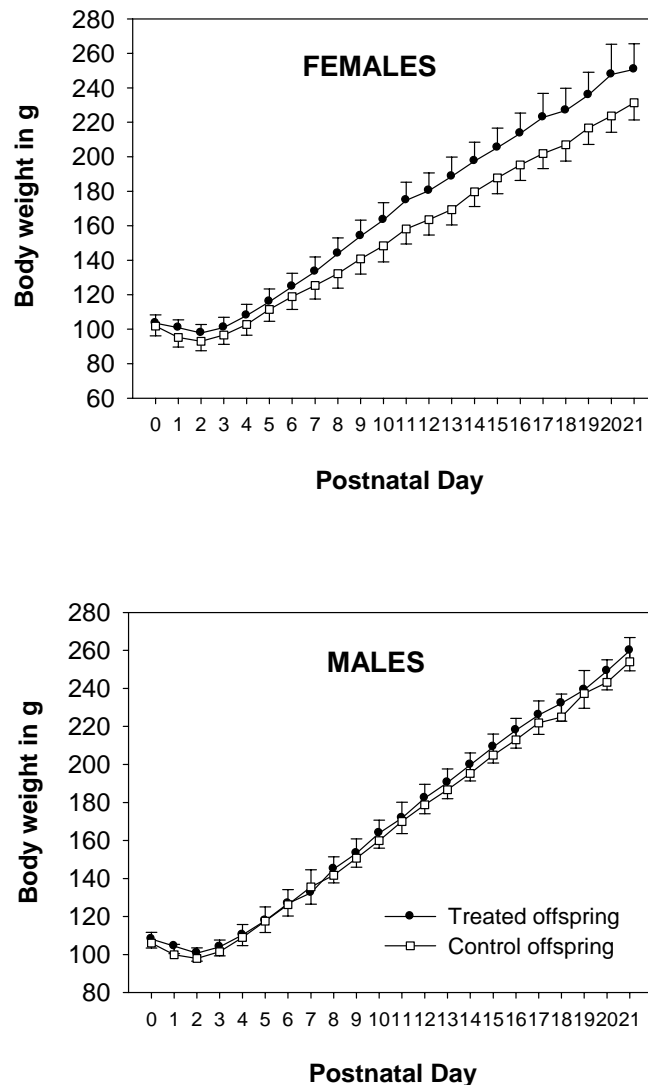 280
260
240
220
200
180
160
140
120
100
80
60
Body weight in g
FEMALES
0 1 2 3 4 5 6 7 8 9 10 11 12 13 14 15 16 17 18 19 20 21
Postnatal Day
280
260
240
220
200
180
160
140
120
100
80
Body weight in g
MALES
Treated offspring
Control offspring
0 1 2 3 4 5 6 7 8 9 10 11 12 13 14 15 16 17 18 19 20 21
Postnatal Day